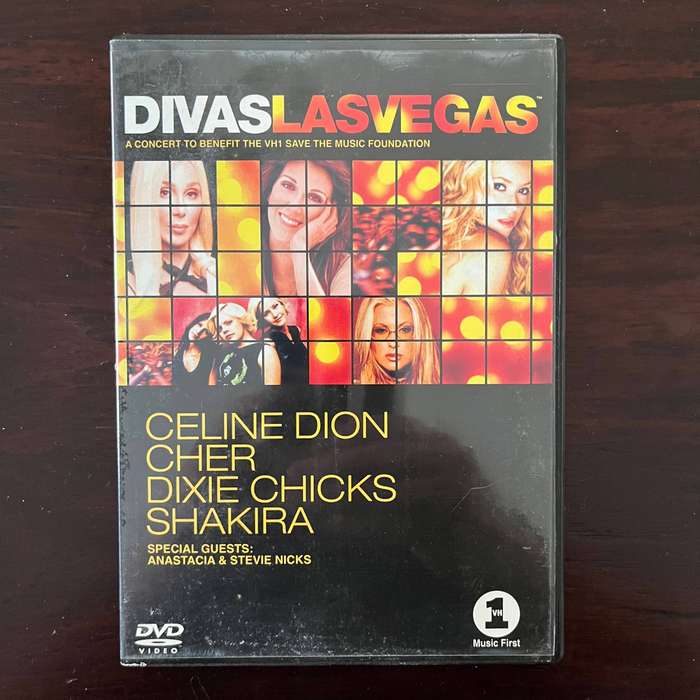 DIVASLASVEGAS™
A CONCERT TO BENEFIT THE VH1 SAVE THE MUSIC FOUNDATION
CELINE DION
CHER
DIXIE CHICKS
SHAKIRA
SPECIAL GUESTS:
ANASTACIA & STEVIE NICKS
DVD
VIDEO
VH1
Music First